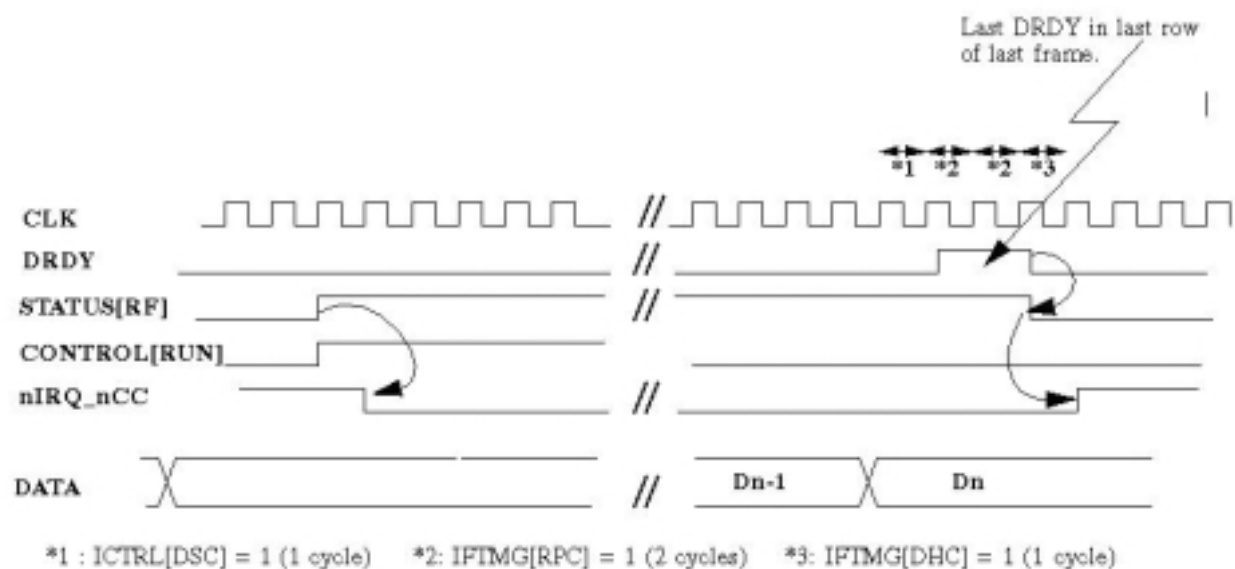 Last DRDY in last row
of last frame.
*1 *2 *2 *3
CLK
DRDY
STATUS[RF]
CONTROL[RUN]
nIRQ_nCC
DATA
Dn-1
Dn
*1 : ICTRL[DSC] = 1 (1 cycle) *2: IFTMG[RPC] = 1 (2 cycles) *3: IFTMG[DHC] = 1 (1 cycle)